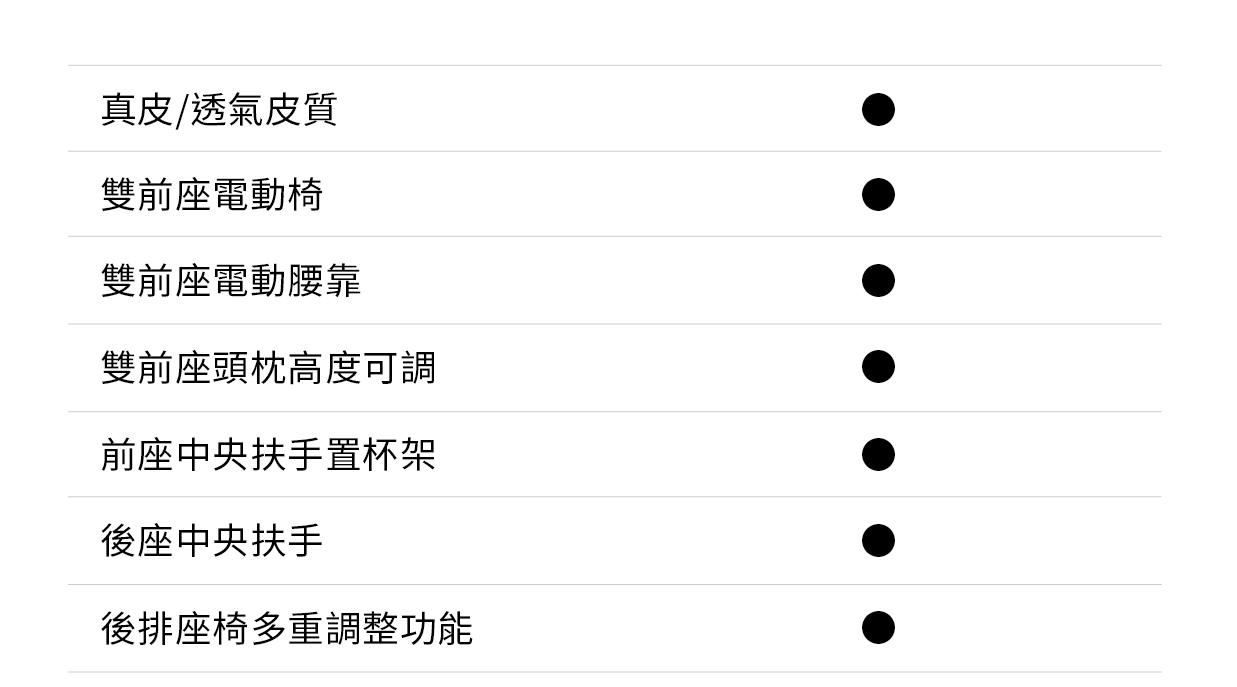 真皮/透氣皮質 ●
雙前座電動椅 ●
雙前座電動腰靠 ●
雙前座頭枕高度可調 ●
前座中央扶手置杯架 ●
後座中央扶手 ●
後排座椅多重調整功能 ●